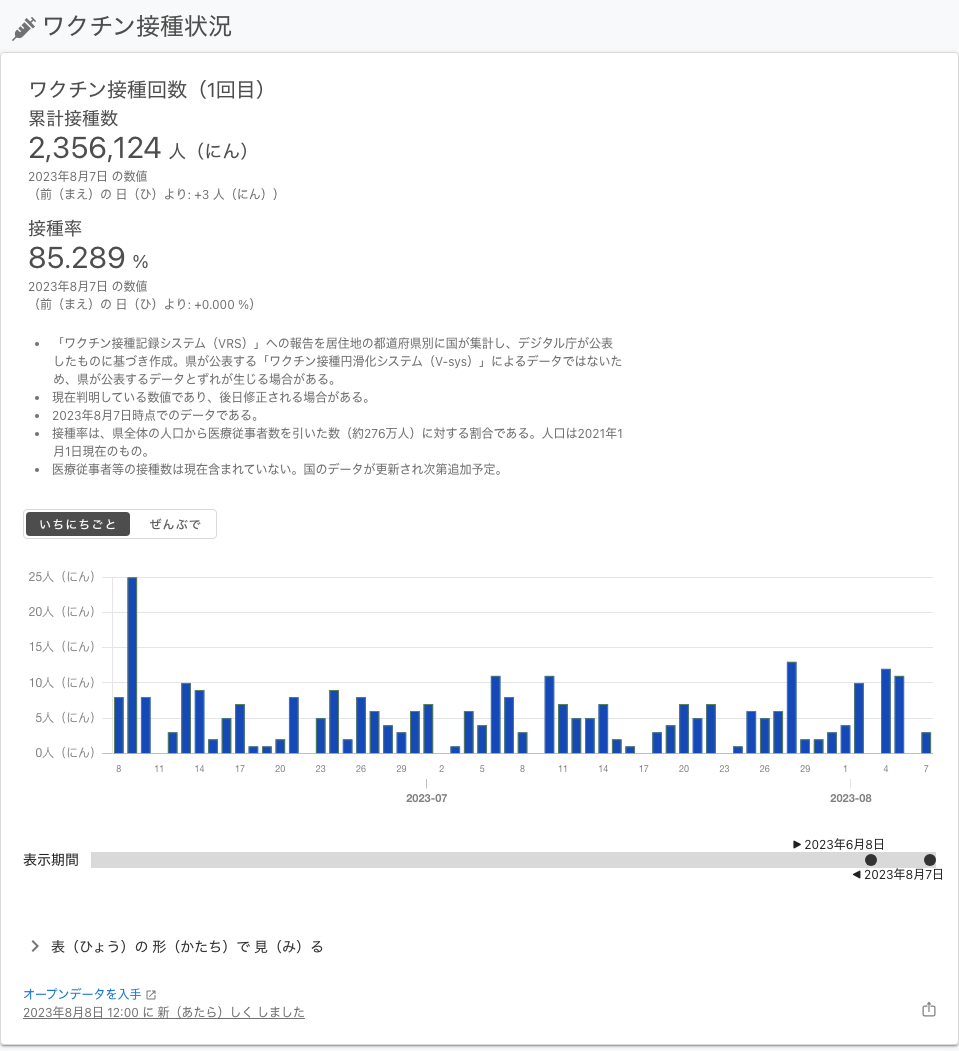 ワクチン接種状況
ワクチン接種回数（1回目）
累計接種数
2,356,124 人（にん）
2023年8月7日 の数値
（前（まえ）の 日（ひ）より: +3 人（にん））
接種率
85.289 %
2023年8月7日 の数値
（前（まえ）の 日（ひ）より: +0.000 %）
• 「ワクチン接種記録システム（VRS）」への報告を居住地の都道府県別に国が集計し、デジタル庁が公表
したものに基づき作成。県が公表する「ワクチン接種円滑化システム（V-sys）」によるデータではないた
め、県が公表するデータとずれが生じる場合がある。
• 現在判明している数値であり、後日修正される場合がある。
• 2023年8月7日時点でのデータである。
• 接種率は、県全体の人口から医療従事者数を引いた数（約276万人）に対する割合である。人口は2021年1
月1日現在のもの。
• 医療従事者等の接種数は現在含まれていない。国のデータが更新され次第追加予定。
いちにちごと ぜんぶで
25人（にん）
20人（にん）
15人（にん）
10人（にん）
5人（にん）
0人（にん）
8 11 14 17 20 23 26 29 2 5 8 11 14 17 20 23 26 29 1 4 7
2023-07 2023-08
▶ 2023年6月8日
表示期間
◀ 2023年8月7日
表（ひょう）の 形（かたち）で 見（み）る
オープンデータを入手
2023年8月8日 12:00 に 新（あたら）しく しました